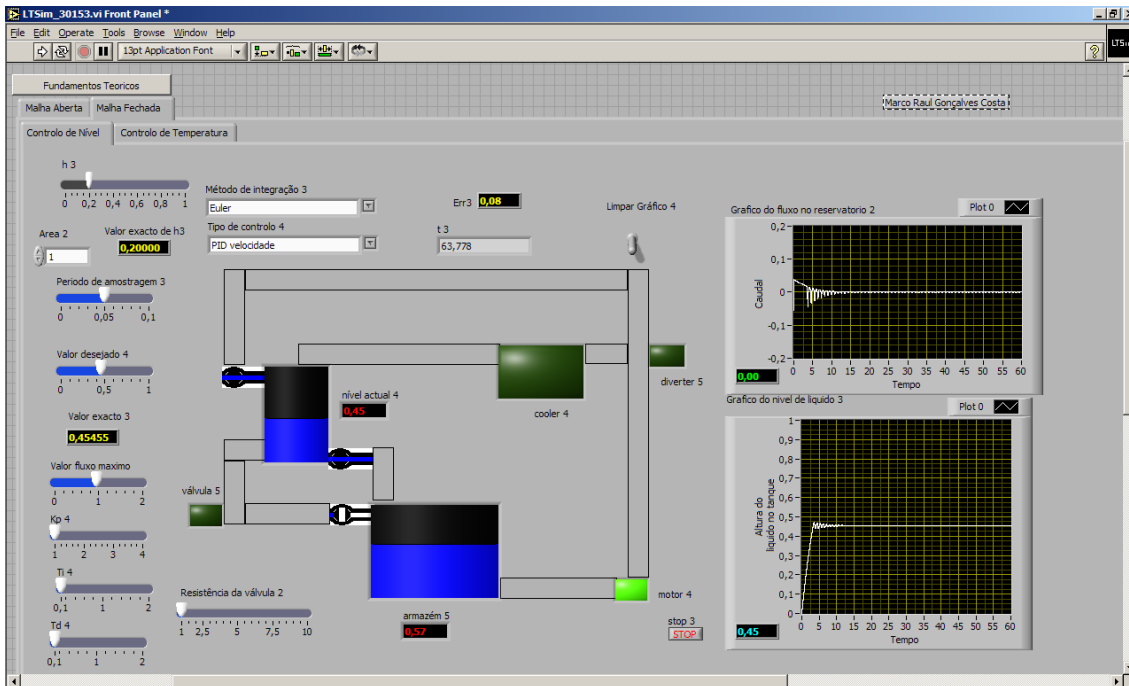 LTSim_30153.vi Front Panel *
File Edit Operate Tools Browse Window Help
13pt Application Font
Fundamentos Teoricos
Malha Aberta Malha Fechada
Marco Raul Gonçalves Costa
Controlo de Nível Controlo de Temperatura
h 3
0 0,2 0,4 0,6 0,8 1
Método de integração 3
Euler
Err3 0,08
Limpar Gráfico 4
Area 2
1
Valor exacto de h3
0,20000
Tipo de controlo 4
PID velocidade
t 3
63,778
Periodo de amostragem 3
0 0,05 0,1
Valor desejado 4
0 0,5 1
Valor exacto 3
0,45455
Valor fluxo maximo
0 1 2
Kp 4
1 2 3 4
Ti 4
0,1 1 2
Td 4
0,1 1 2
nível actual 4
0,45
cooler 4
diverter 5
válvula 5
Resistência da válvula 2
1 2,5 5 7,5 10
armazém 5
0,57
motor 4
stop 3
STOP
Grafico do fluxo no reservatorio 2
Plot 0
Caudal
0,2
0,1
0
-0,1
-0,2
0 5 10 15 20 25 30 35 40 45 50 55 60
Tempo
0,00
Grafico do nivel de liquido 3
Plot 0
Altura do
liquido no tanque
1
0,9
0,8
0,7
0,6
0,5
0,4
0,3
0,2
0,1
0
0 5 10 15 20 25 30 35 40 45 50 55 60
Tempo
0,45